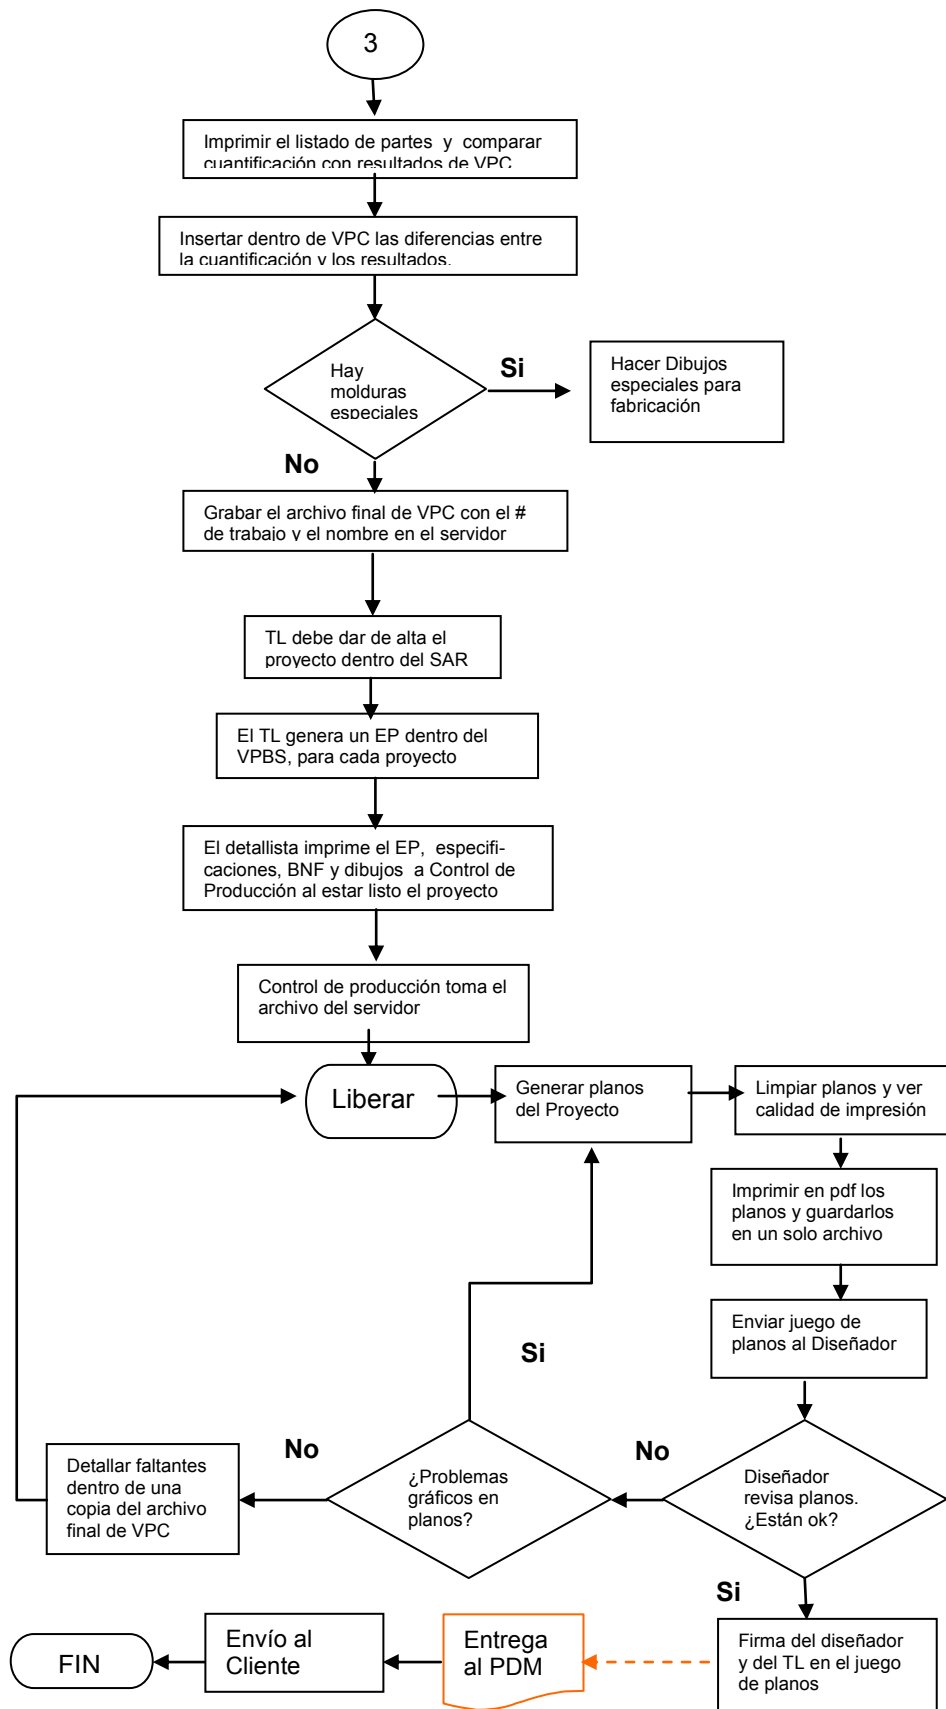 3
Imprimir el listado de partes y comparar
cuantificación con resultados de VPC
Insertar dentro de VPC las diferencias entre
la cuantificación y los resultados.
Hay
molduras
especiales
Si
Hacer Dibujos
especiales para
fabricación
No
Grabar el archivo final de VPC con el #
de trabajo y el nombre en el servidor
TL debe dar de alta el
proyecto dentro del SAR
El TL genera un EP dentro del
VPBS, para cada proyecto
El detallista imprime el EP, especifi-
caciones, BNF y dibujos a Control de
Producción al estar listo el proyecto
Control de producción toma el
archivo del servidor
Liberar
Generar planos
del Proyecto
Limpiar planos y ver
calidad de impresión
Imprimir en pdf los
planos y guardarlos
en un solo archivo
Enviar juego de
planos al Diseñador
Si
Diseñador
revisa planos.
¿Están ok?
No
¿Problemas
gráficos en
planos?
No
Detallar faltantes
dentro de una
copia del archivo
final de VPC
Si
Firma del diseñador
y del TL en el juego
de planos
Entrega
al PDM
Envío al
Cliente
FIN